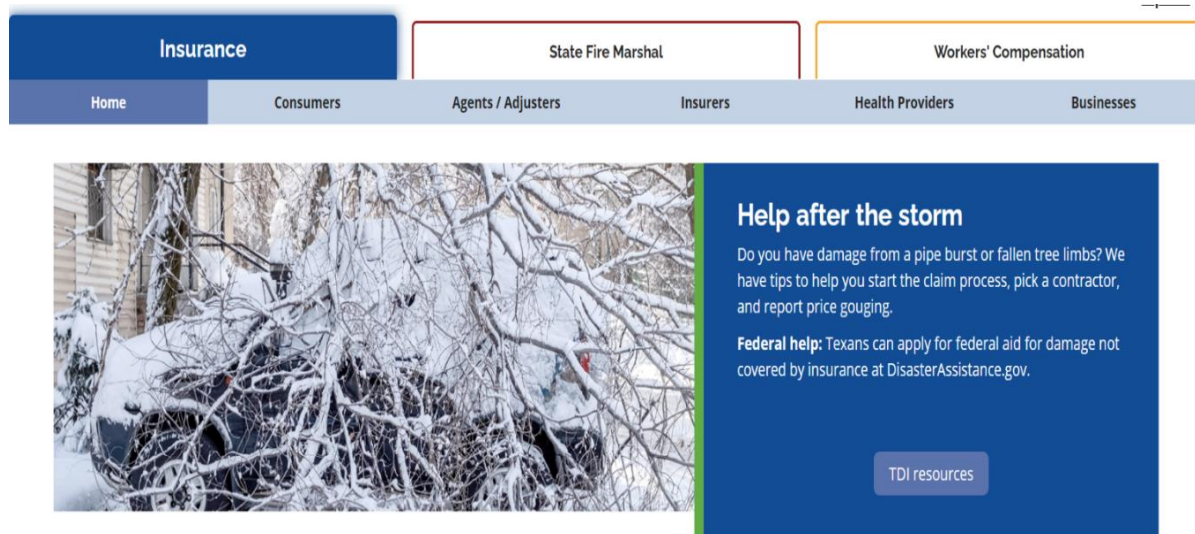 Insurance
State Fire Marshal
Workers' Compensation
Home
Consumers
Agents / Adjusters
Insurers
Health Providers
Businesses
Help after the storm
Do you have damage from a pipe burst or fallen tree limbs? We
have tips to help you start the claim process, pick a contractor,
and report price gouging.
Federal help: Texans can apply for federal aid for damage not
covered by insurance at DisasterAssistance.gov.
TDI resources